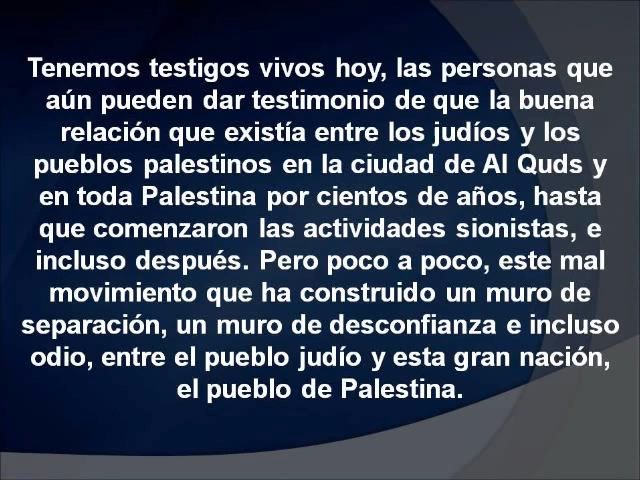 Tenemos testigos vivos hoy, las personas que
aún pueden dar testimonio de que la buena
relación que existía entre los judíos y los
pueblos palestinos en la ciudad de Al Quds y
en toda Palestina por cientos de años, hasta
que comenzaron las actividades sionistas, e
incluso después. Pero poco a poco, este mal
movimiento que ha construido un muro de
separación, un muro de desconfianza e incluso
odio, entre el pueblo judío y esta gran nación,
el pueblo de Palestina.